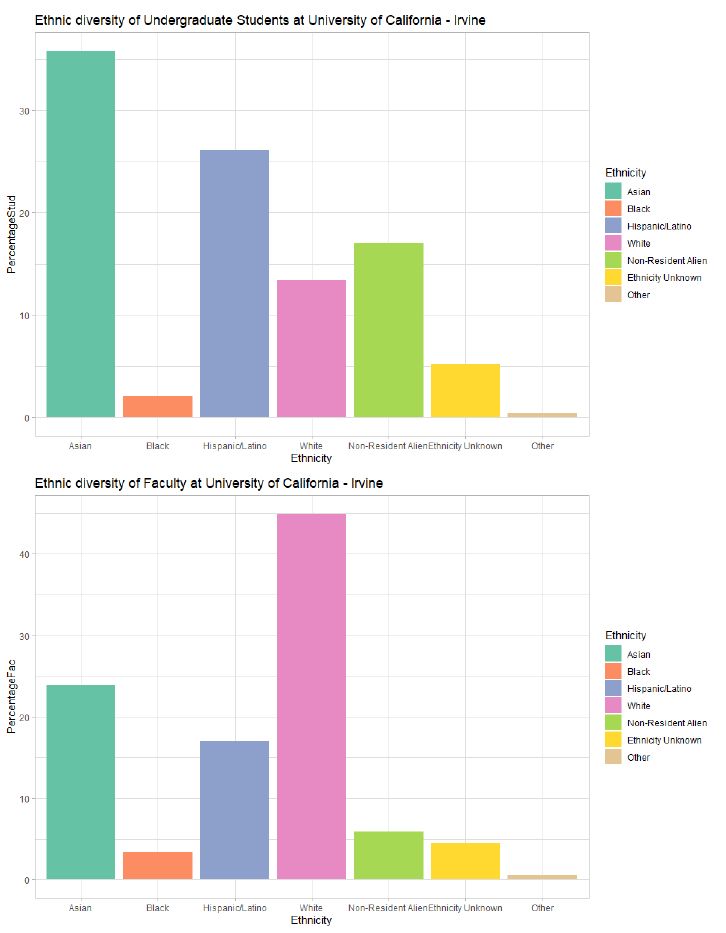 Ethnic diversity of Undergraduate Students at University of California - Irvine
30
20
10
0
PercentageStud
Asian Black Hispanic/Latino White Non-Resident Alien Ethnicity Unknown Other
Ethnicity
Ethnicity
Asian
Black
Hispanic/Latino
White
Non-Resident Alien
Ethnicity Unknown
Other
Ethnic diversity of Faculty at University of California - Irvine
40
30
20
10
0
PercentageFac
Asian Black Hispanic/Latino White Non-Resident Alien Ethnicity Unknown Other
Ethnicity
Ethnicity
Asian
Black
Hispanic/Latino
White
Non-Resident Alien
Ethnicity Unknown
Other